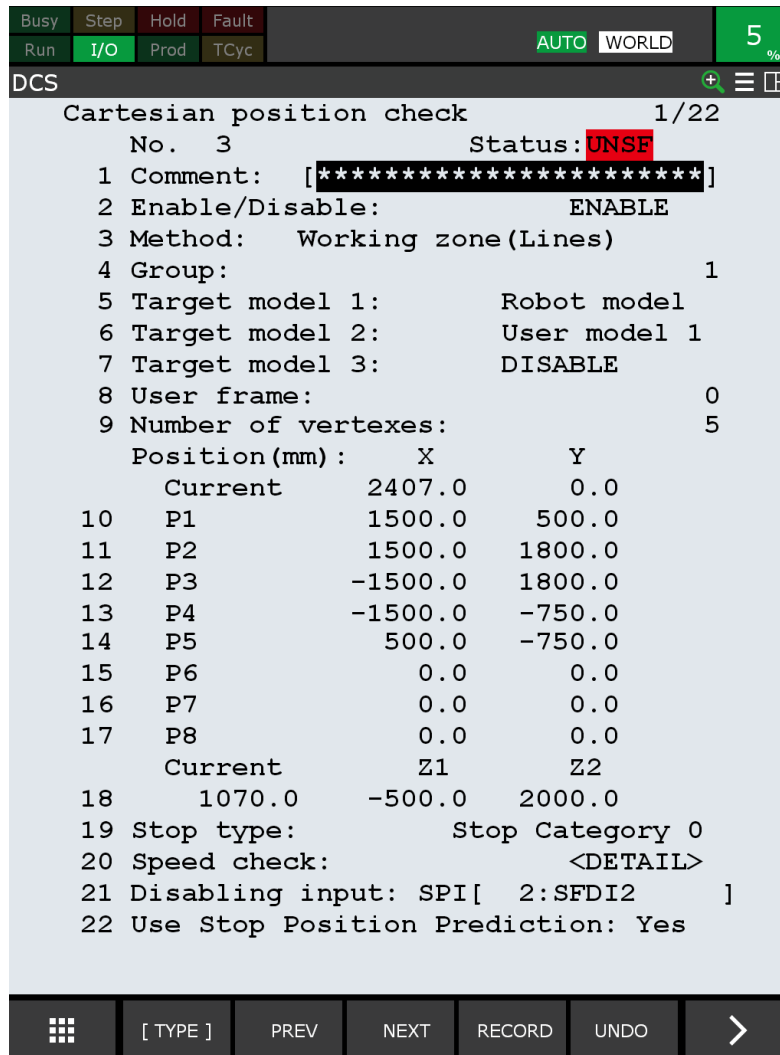 Busy Step Hold Fault
Run I/O Prod TCyc AUTO WORLD 5 %
DCS
Cartesian position check 1/22
No. 3 Status:UNSF
1 Comment: [***********************]
2 Enable/Disable: ENABLE
3 Method: Working zone(Lines)
4 Group: 1
5 Target model 1: Robot model
6 Target model 2: User model 1
7 Target model 3: DISABLE
8 User frame: 0
9 Number of vertexes: 5
Position(mm): X Y
Current 2407.0 0.0
10 P1 1500.0 500.0
11 P2 1500.0 1800.0
12 P3 -1500.0 1800.0
13 P4 -1500.0 -750.0
14 P5 500.0 -750.0
15 P6 0.0 0.0
16 P7 0.0 0.0
17 P8 0.0 0.0
Current Z1 Z2
18 1070.0 -500.0 2000.0
19 Stop type: Stop Category 0
20 Speed check: <DETAIL>
21 Disabling input: SPI[ 2:SFDI2 ]
22 Use Stop Position Prediction: Yes
[ TYPE ] PREV NEXT RECORD UNDO >